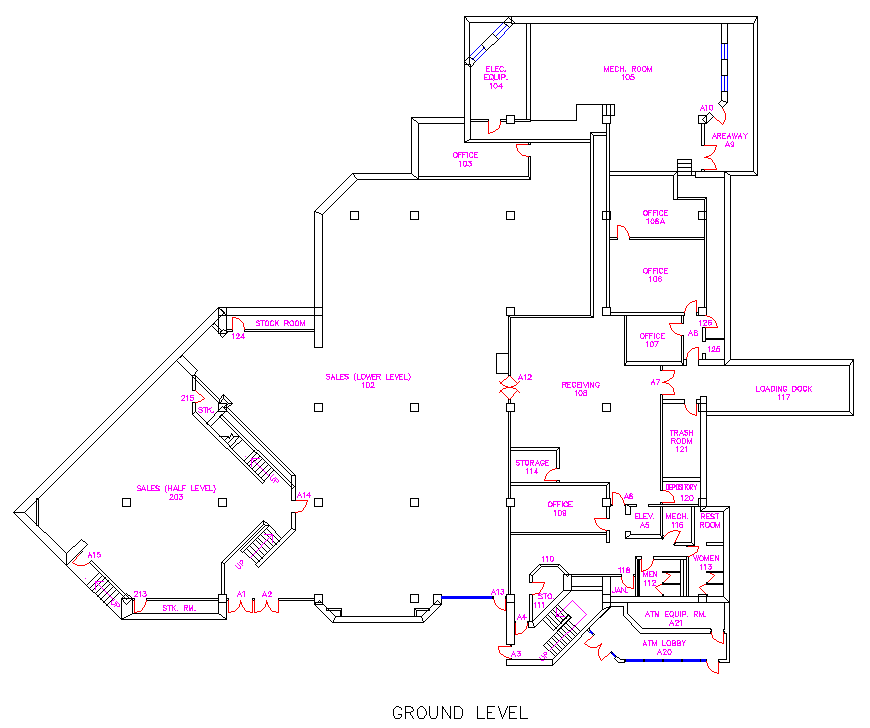 ELEC.
EQUIP.
104
MECH. ROOM
105
A10
AREAWAY
A9
OFFICE
103
OFFICE
106A
OFFICE
106
STOCK ROOM
124
126
A8
OFFICE
107
125
SALES (LOWER LEVEL)
102
A12
RECEIVING
108
A7
LOADING DOCK
117
215
STK.
TRASH
ROOM
121
STORAGE
114
UP
SALES (HALF LEVEL)
203
A14
DEPOSITORY
120
OFFICE
109
A6
ELEV.
A5
MECH.
116
REST
ROOM
UP
A15
110
WOMEN
113
118
MEN
112
UP
213
STK. RM.
A1
A2
A13
STO.
111
JAN.
A4
ATM EQUIP. RM.
A21
A3
UP
ATM LOBBY
A20
GROUND LEVEL